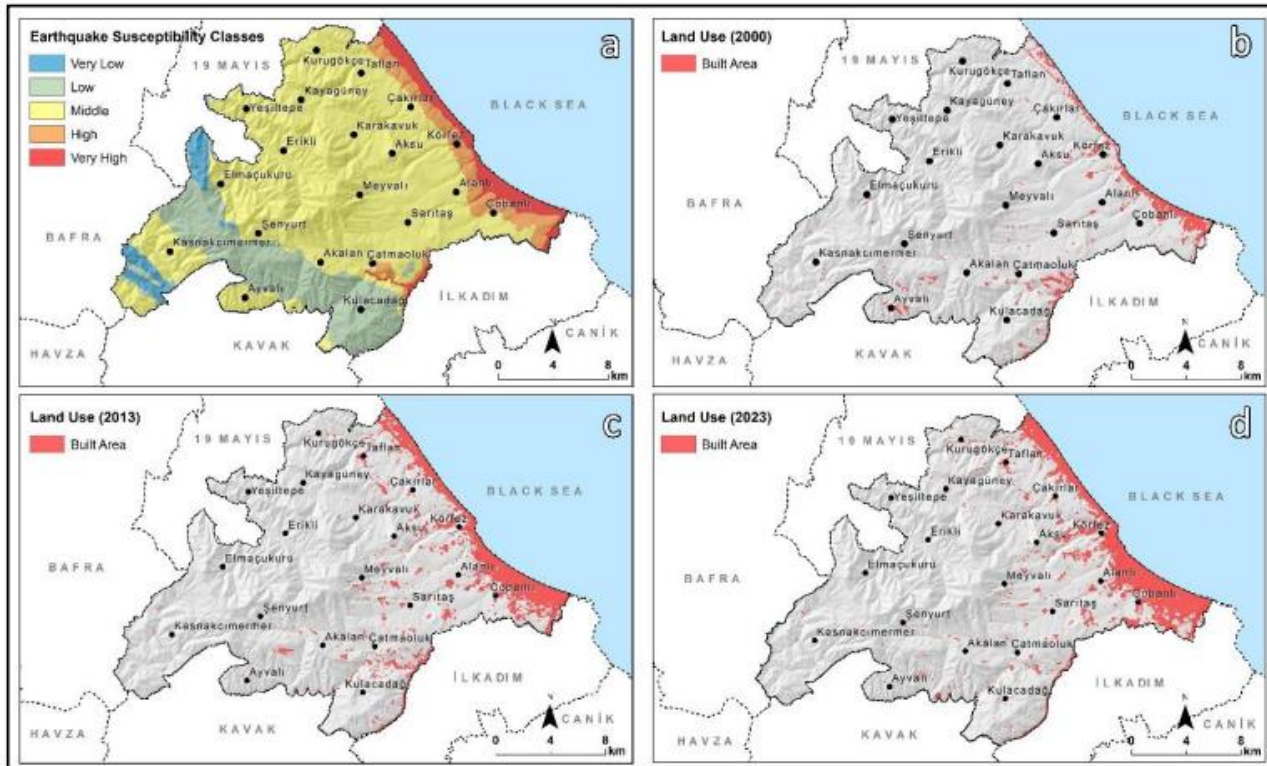 Earthquake Susceptibility Classes
Very Low
Low
Middle
High
Very High
a
19 MAYIS
Kurugökçe
Taflan
Kayagüney
Yeşiltepe
Çakırlar
BLACK SEA
Karakavuk
Körfez
Erikli
Aksu
Elmaçukuru
Meyvalı
Alanlı
Çobanlı
Sarıtaş
BAFRA
Şenyurt
Kasnakcımermer
Akalan
Çatmaoluk
Ayvalı
Kulacadağ
İLKADIM
HAVZA
KAVAK
CANİK
N
0 4 8
km
Land Use (2000)
Built Area
b
19 MAYIS
Kurugökçe
Taflan
Kayagüney
Yeşiltepe
Çakırlar
BLACK SEA
Karakavuk
Körfez
Erikli
Aksu
Elmaçukuru
Meyvalı
Alanlı
Çobanlı
Sarıtaş
BAFRA
Şenyurt
Kasnakcımermer
Akalan
Çatmaoluk
Ayvalı
Kulacadağ
İLKADIM
HAVZA
KAVAK
CANİK
N
0 4 8
km
Land Use (2013)
Built Area
c
19 MAYIS
Kurugökçe
Taflan
Kayagüney
Yeşiltepe
Çakırlar
BLACK SEA
Karakavuk
Körfez
Erikli
Aksu
Elmaçukuru
Meyvalı
Alanlı
Çobanlı
Sarıtaş
BAFRA
Şenyurt
Kasnakcımermer
Akalan
Çatmaoluk
Ayvalı
Kulacadağ
İLKADIM
HAVZA
KAVAK
CANİK
N
0 4 8
km
Land Use (2023)
Built Area
d
19 MAYIS
Kurugökçe
Taflan
Kayagüney
Yeşiltepe
Çakırlar
BLACK SEA
Karakavuk
Körfez
Erikli
Aksu
Elmaçukuru
Meyvalı
Alanlı
Çobanlı
Sarıtaş
BAFRA
Şenyurt
Kasnakcımermer
Akalan
Çatmaoluk
Ayvalı
Kulacadağ
İLKADIM
HAVZA
KAVAK
CANİK
N
0 4 8
km